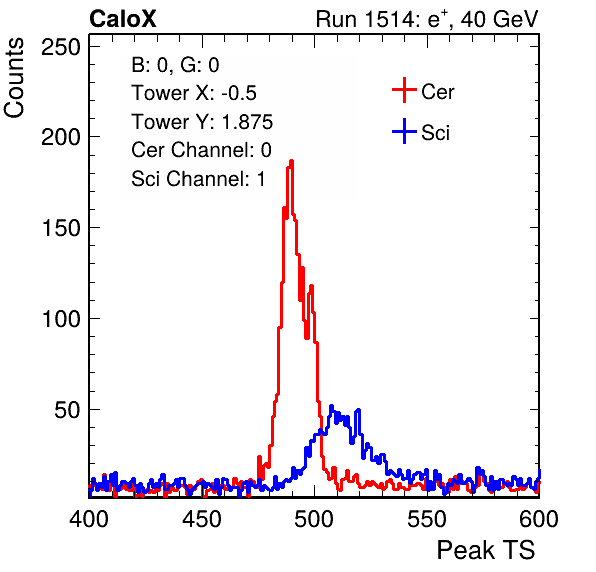 CaloX Run 1514: e+, 40 GeV
Counts
B: 0, G: 0
Tower X: -0.5
Tower Y: 1.875
Cer Channel: 0
Sci Channel: 1
Cer
Sci
250
200
150
100
50
400 450 500 550 600
Peak TS